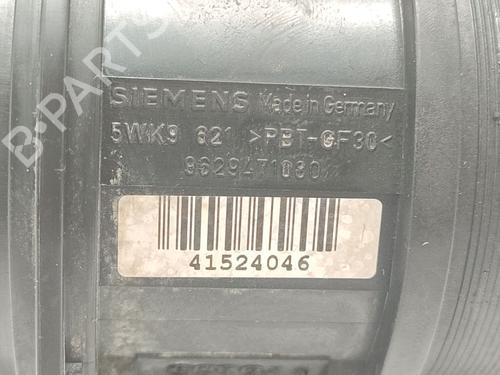 B-PARTS
SIEMENS Made in Germany
5WK9 621 >PBT-GF30<
9629471080
41524046